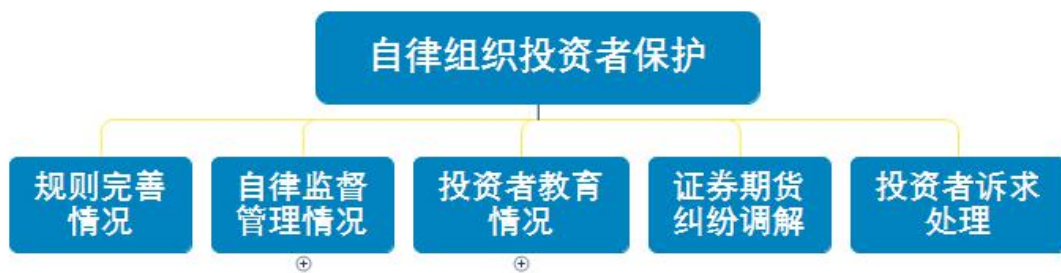 自律组织投资者保护
规则完善
情况
自律监督
管理情况
投资者教育
情况
证券期货
纠纷调解
投资者诉求
处理